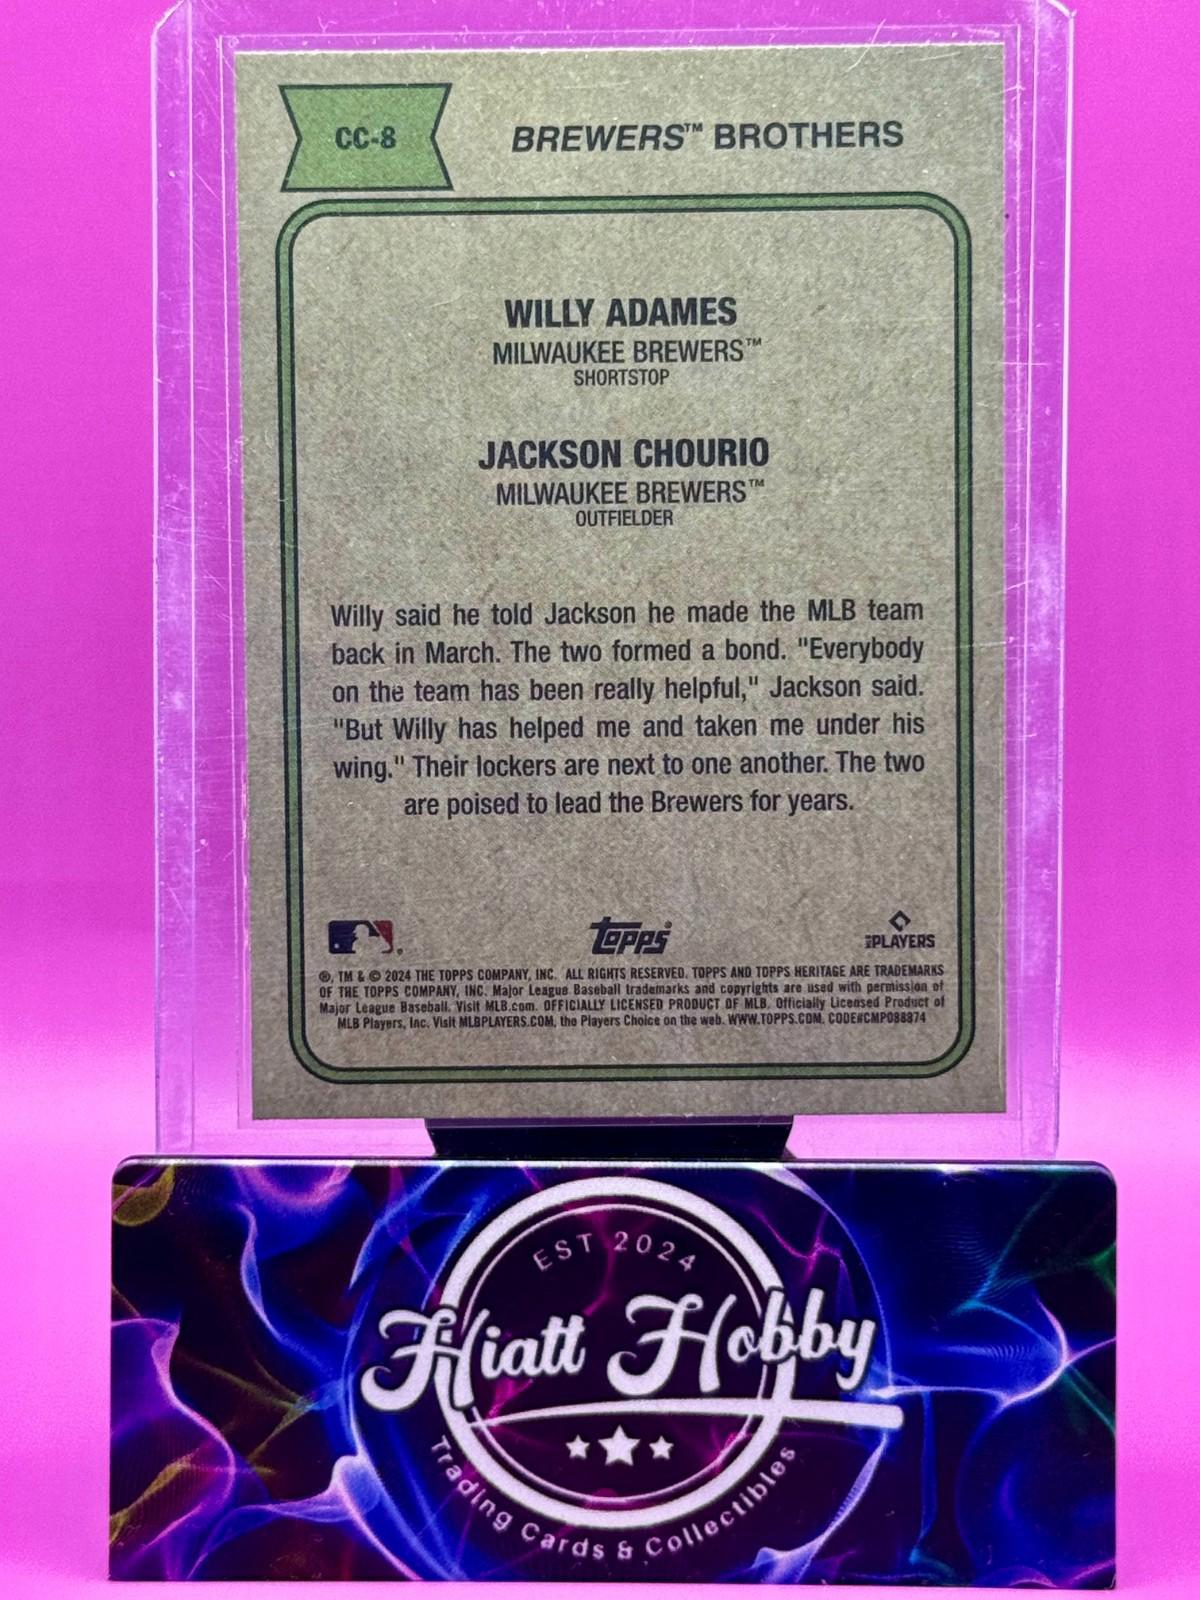 CC-8
BREWERS™ BROTHERS
WILLY ADAMES
MILWAUKEE BREWERS™
SHORTSTOP
JACKSON CHOURIO
MILWAUKEE BREWERS™
OUTFIELDER
Willy said he told Jackson he made the MLB team
back in March. The two formed a bond. "Everybody
on the team has been really helpful," Jackson said.
"But Willy has helped me and taken me under his
wing." Their lockers are next to one another. The two
are poised to lead the Brewers for years.
topps
MLB PLAYERS
®, TM & © 2024 THE TOPPS COMPANY, INC. ALL RIGHTS RESERVED. TOPPS AND TOPPS HERITAGE ARE TRADEMARKS
OF THE TOPPS COMPANY, INC. Major League Baseball trademarks and copyrights are used with permission of
Major League Baseball. Visit MLB.com. OFFICIALLY LICENSED PRODUCT OF MLB. Officially Licensed Product of
MLB Players, Inc. Visit MLBPLAYERS.COM, the Players Choice on the web. WWW.TOPPS.COM. CODE#CMP088874
EST 2024
Hiatt Hobby
Trading Cards & Collectibles